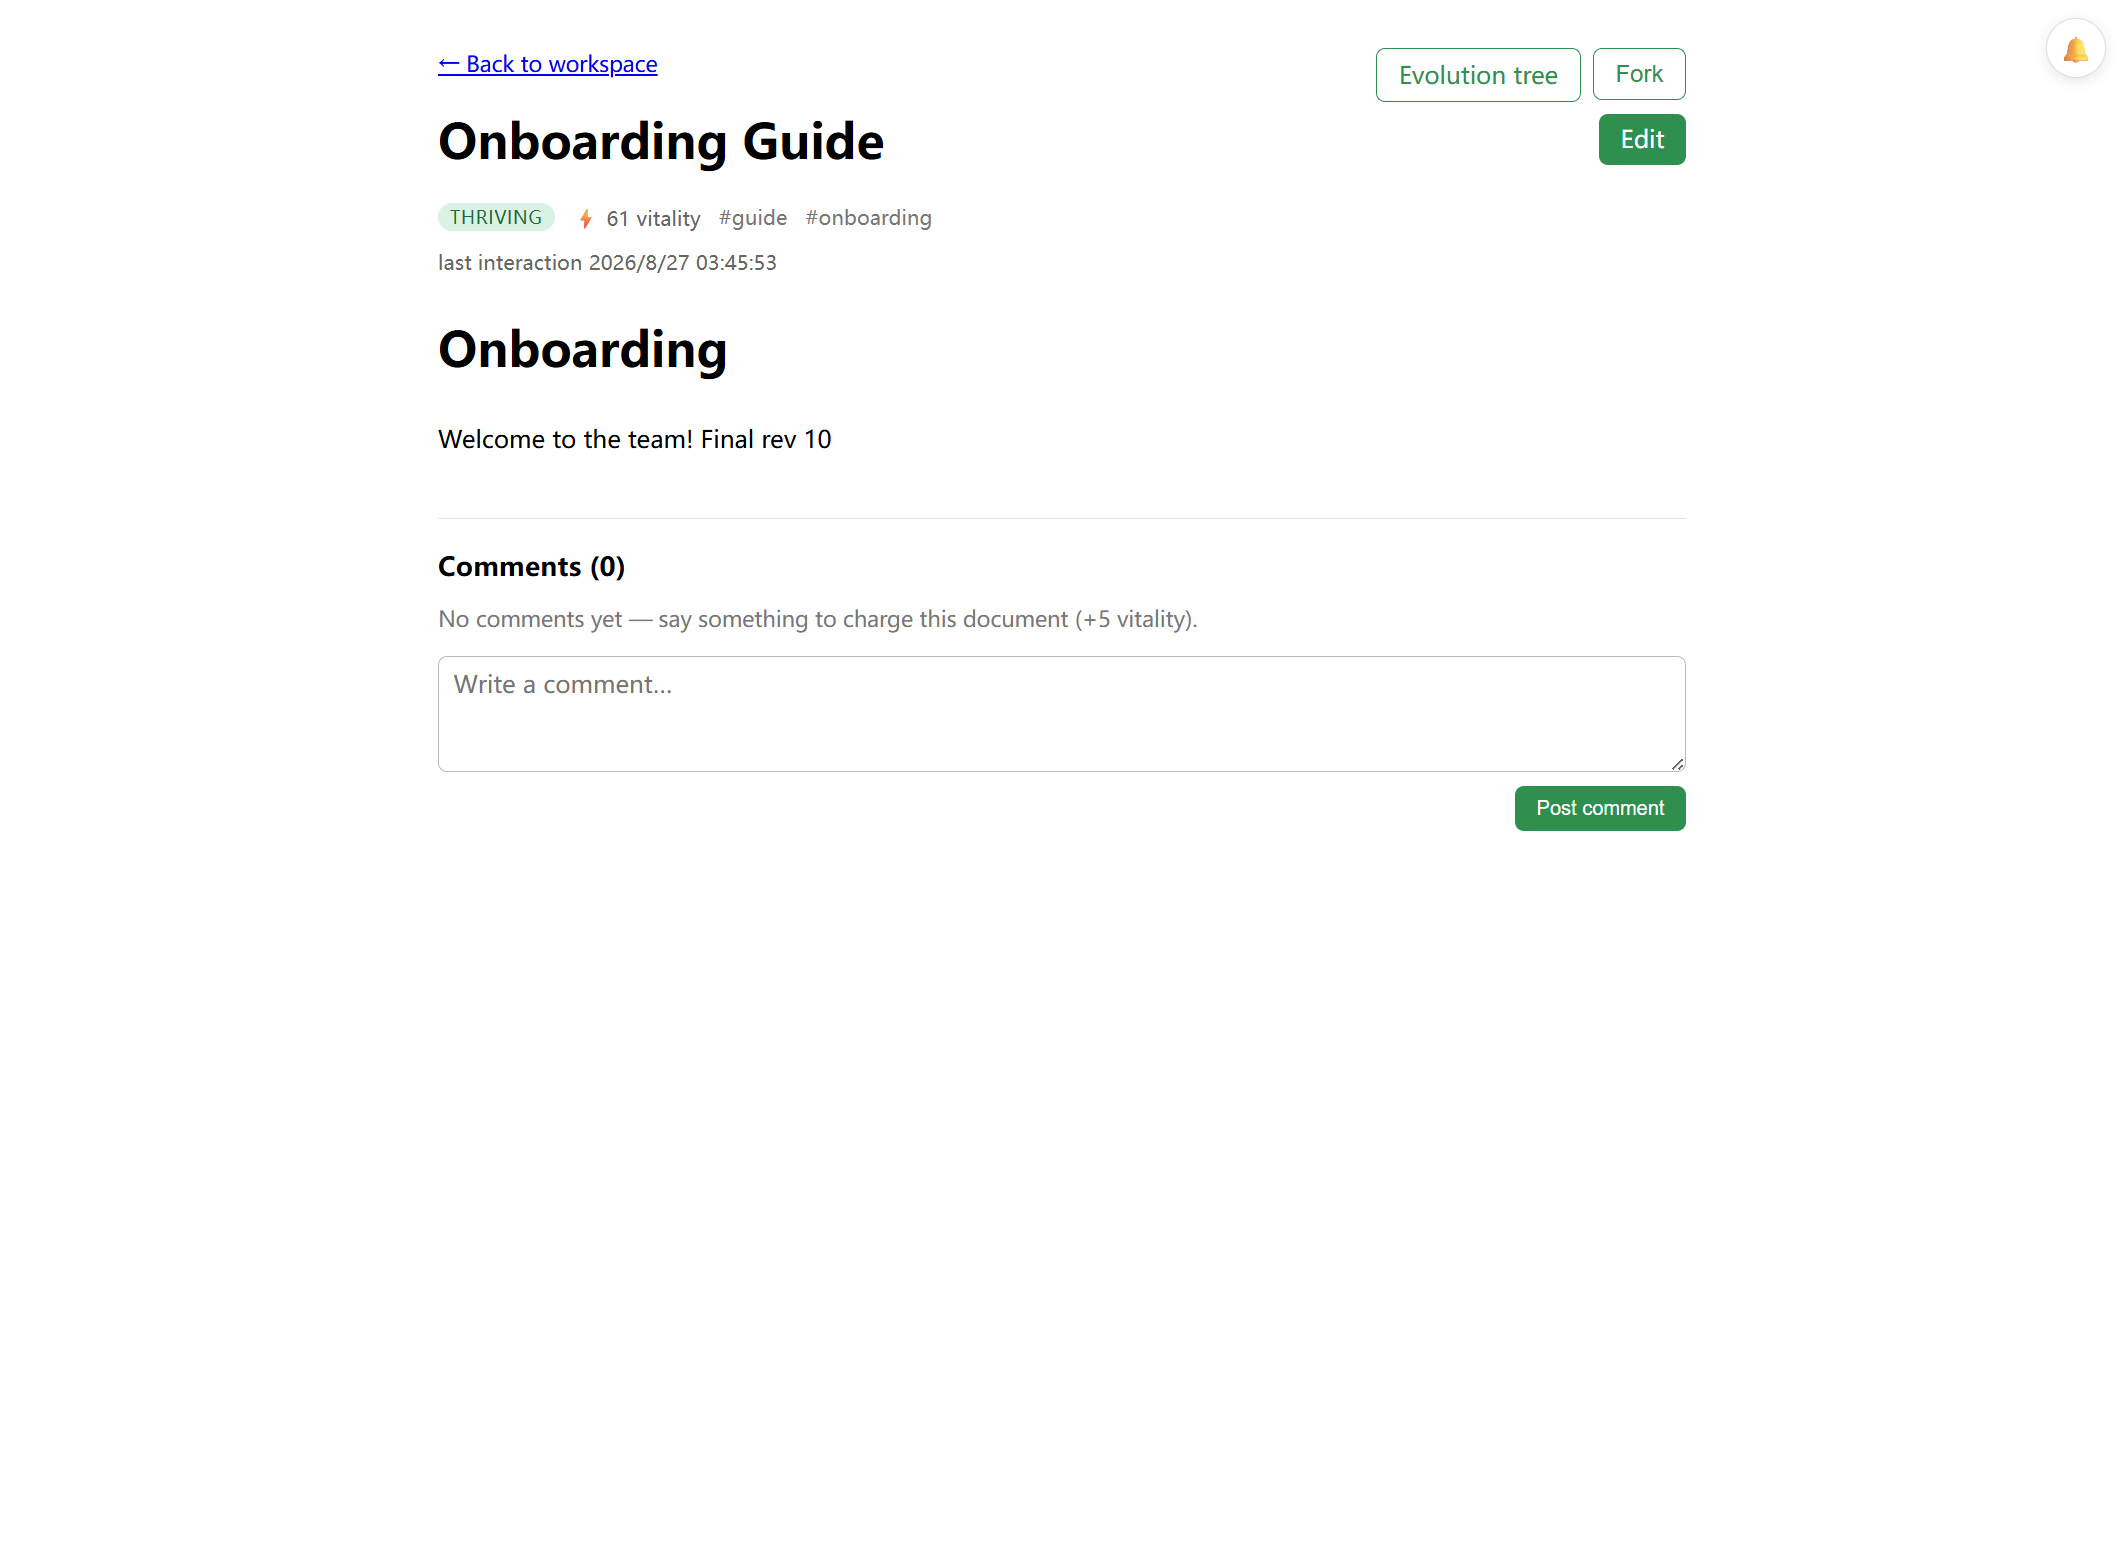 ← Back to workspace
Evolution tree
Fork
Onboarding Guide
Edit
THRIVING 61 vitality #guide #onboarding
last interaction 2026/8/27 03:45:53
Onboarding
Welcome to the team! Final rev 10
Comments (0)
No comments yet — say something to charge this document (+5 vitality).
Write a comment...
Post comment